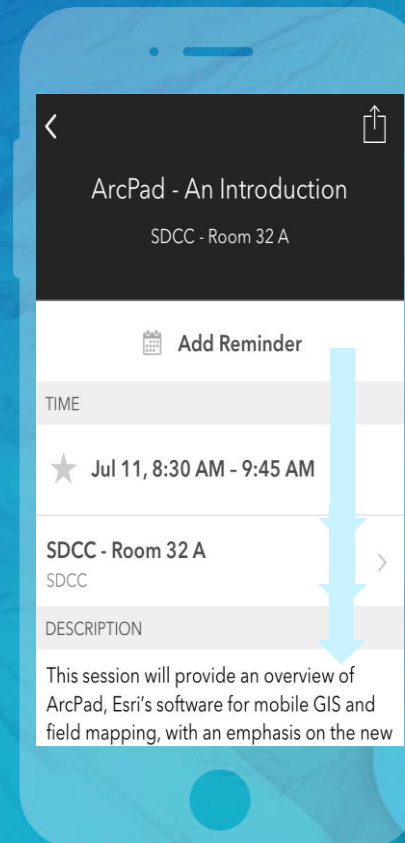 ArcPad - An Introduction
SDCC - Room 32 A
Add Reminder
TIME
Jul 11, 8:30 AM - 9:45 AM
SDCC - Room 32 A
SDCC
DESCRIPTION
This session will provide an overview of
ArcPad, Esri's software for mobile GIS and
field mapping, with an emphasis on the new